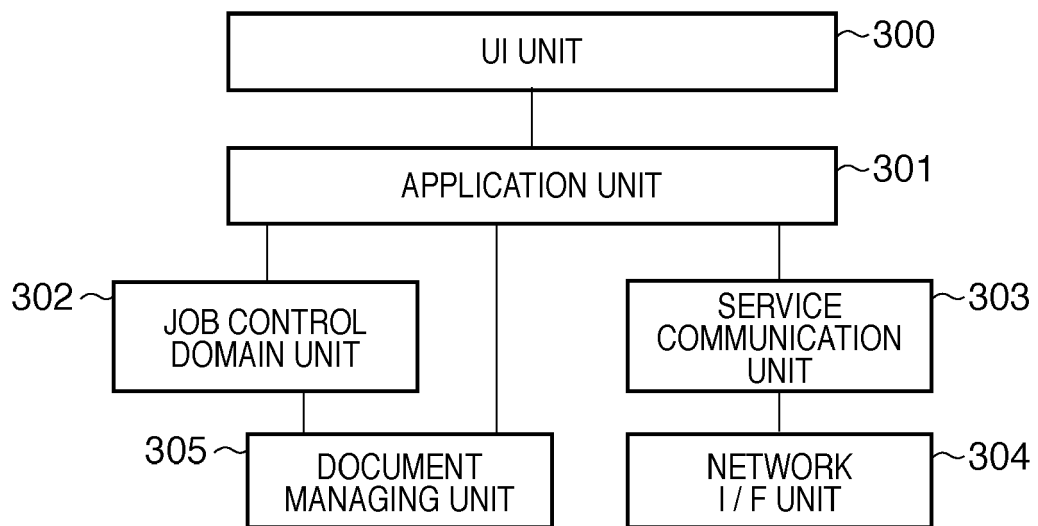 UI UNIT
300
APPLICATION UNIT
301
302
JOB CONTROL
DOMAIN UNIT
SERVICE
COMMUNICATION
UNIT
303
305
DOCUMENT
MANAGING UNIT
NETWORK
I / F UNIT
304